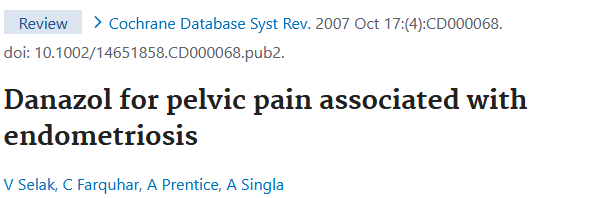 Review > Cochrane Database Syst Rev. 2007 Oct 17:(4):CD000068.
doi: 10.1002/14651858.CD000068.pub2.
Danazol for pelvic pain associated with
endometriosis
V Selak, C Farquhar, A Prentice, A Singla